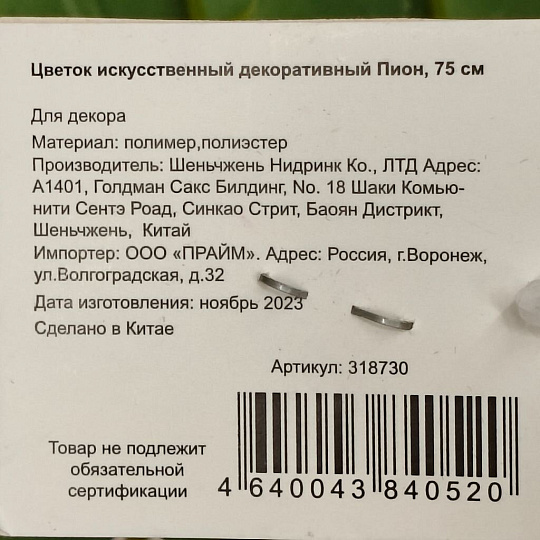 Цветок искусственный декоративный Пион, 75 см
Для декора
Материал: полимер,полиэстер
Производитель: Шеньчжень Нидринк Ко., ЛТД Адрес:
А1401, Голдман Сакс Билдинг, No. 18 Шаки Комью-
нити Сентэ Роад, Синкао Стрит, Баоян Дистрикт,
Шеньчжень, Китай
Импортер: ООО «ПРАЙМ». Адрес: Россия, г.Воронеж,
ул.Волгоградская, д.32
Дата изготовления: ноябрь 2023
Сделано в Китае
Артикул: 318730
Товар не подлежит
обязательной
сертификации
4 640043 840520